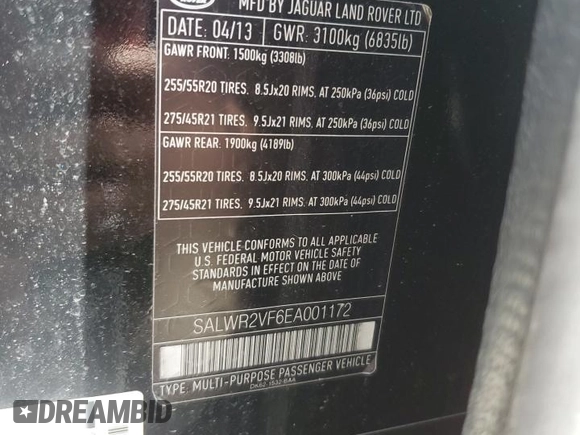 ROVER
MFD BY JAGUAR LAND ROVER LTD
DATE: 04/13 GWR: 3100kg (6835lb)
GAWR FRONT: 1500kg (3308lb)
255/55R20 TIRES. 8.5Jx20 RIMS. AT 250kPa (36psi) COLD
275/45R21 TIRES. 9.5Jx21 RIMS. AT 250kPa (36psi) COLD
GAWR REAR: 1900kg (4189lb)
255/55R20 TIRES. 8.5Jx20 RIMS. AT 300kPa (44psi) COLD
275/45R21 TIRES. 9.5Jx21 RIMS: AT 300kPa (44psi) COLD
THIS VEHICLE CONFORMS TO ALL APPLICABLE
U.S. FEDERAL MOTOR VEHICLE SAFETY
STANDARDS IN EFFECT ON THE DATE OF
MANUFACTURE SHOWN ABOVE.
SALWR2VF6EA001172
TYPE: MULTI-PURPOSE PASSENGER VEHICLE
DREAMBID